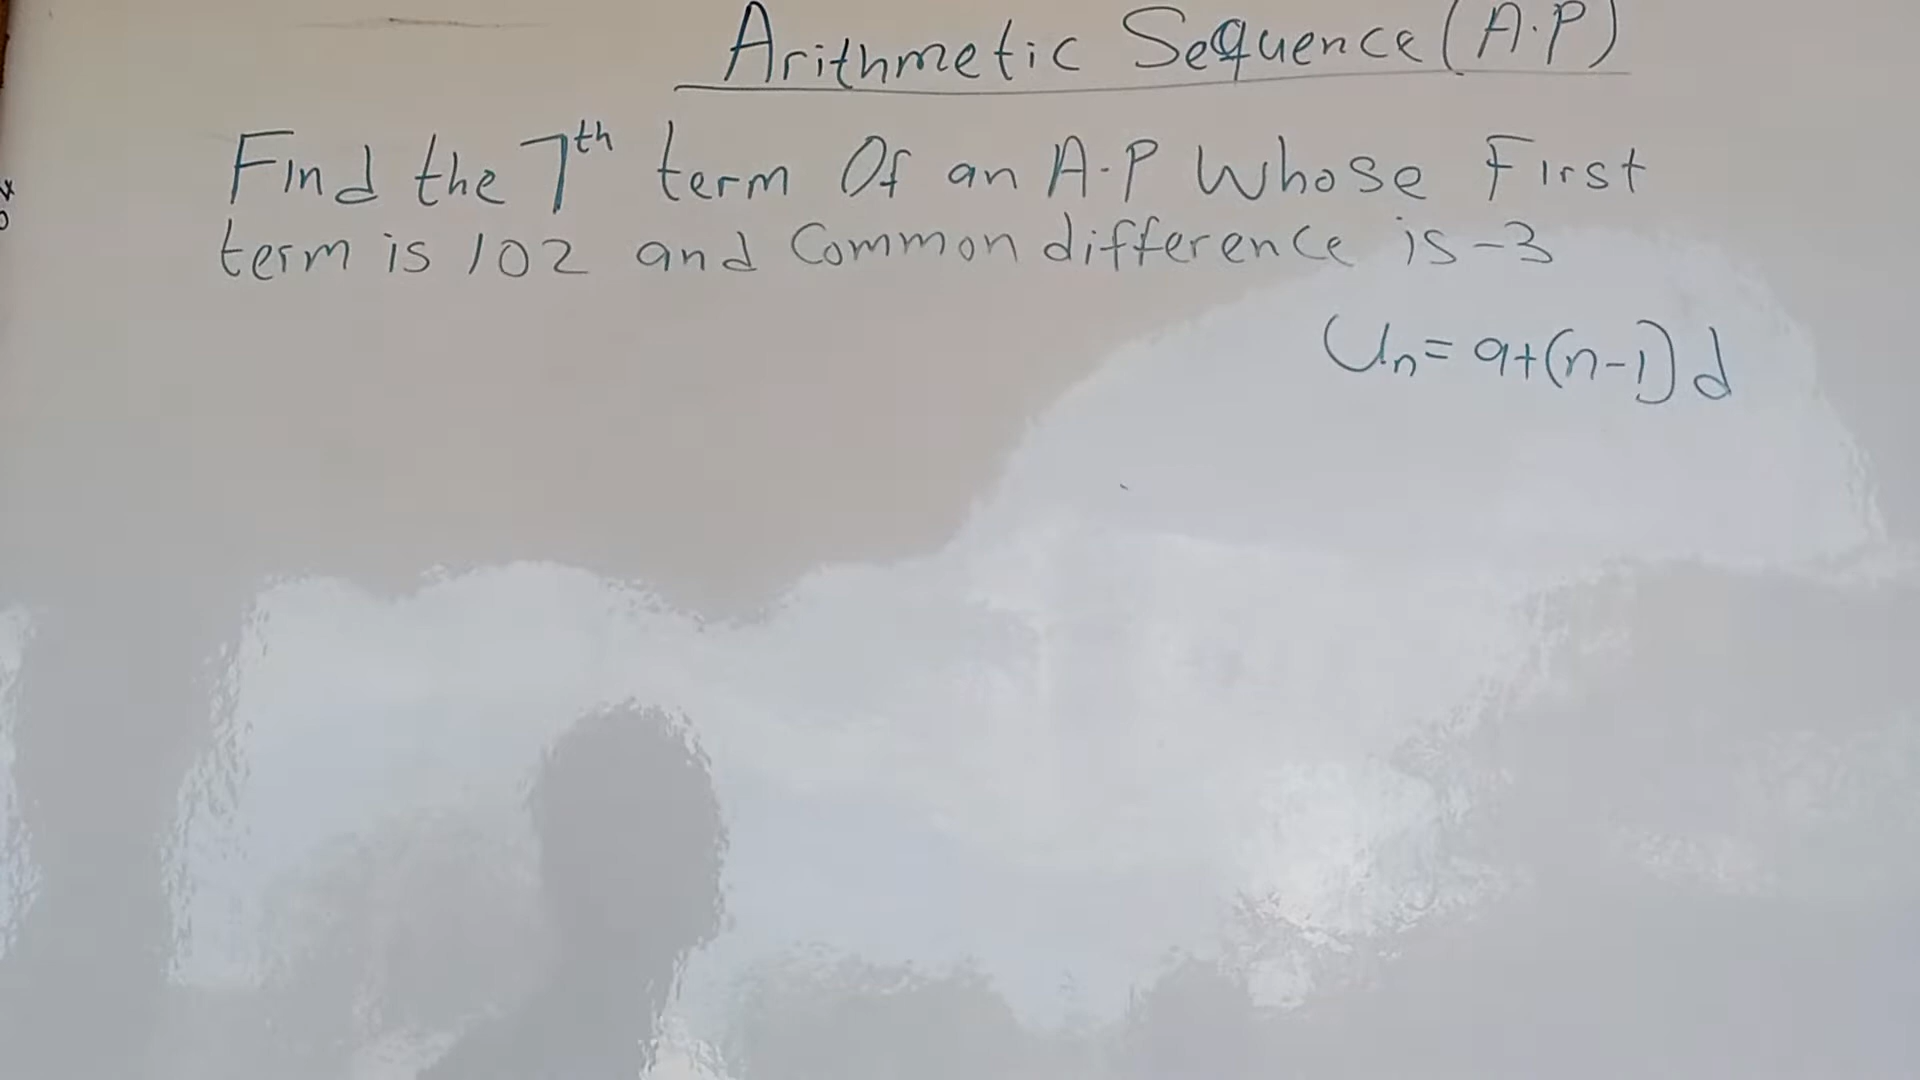 Arithmetic Sequence (A.P)
Find the 7th term Of an A.P Whose First
term is 102 and Common difference is -3
Un = a+(n-1)d